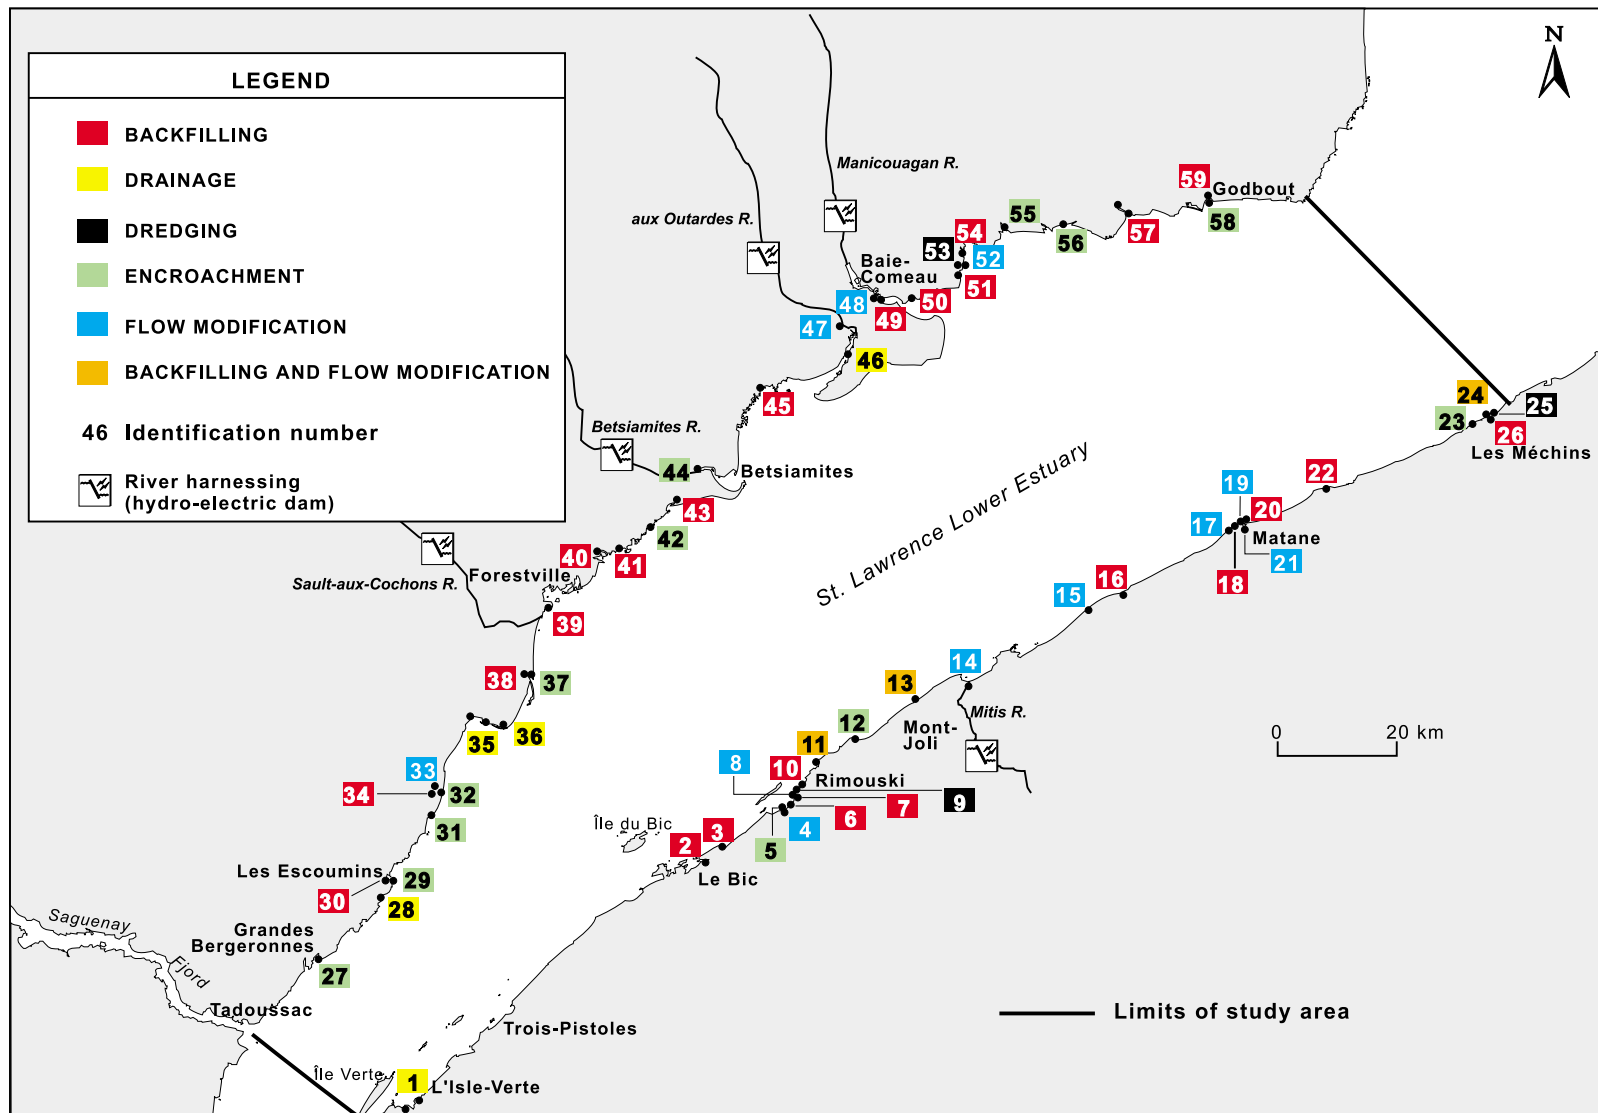 LEGEND
BACKFILLING
DRAINAGE
DREDGING
ENCROACHMENT
FLOW MODIFICATION
BACKFILLING AND FLOW MODIFICATION
46 Identification number
River harnessing
(hydro-electric dam)
N
Manicouagan R.
aux Outardes R.
Betsiamites R.
Sault-aux-Cochons R.
Mitis R.
59
Godbout
58
57
56
55
54
53
52
51
Baie-
Comeau
50
49
48
47
46
45
44
Betsiamites
43
42
41
40
Forestville
39
38
37
36
35
33
34
32
31
Les Escoumins
29
30
28
Grandes
Bergeronnes
27
Saguenay
Fjord
Tadoussac
St. Lawrence Lower Estuary
24
25
23
26
Les Méchins
22
19
20
17
Matane
21
18
16
15
14
13
Mont-
Joli
12
11
8
10
Rimouski
9
7
6
4
5
Île du Bic
3
2
Le Bic
0
20 km
Trois-Pistoles
Île Verte
1
L'Isle-Verte
Limits of study area